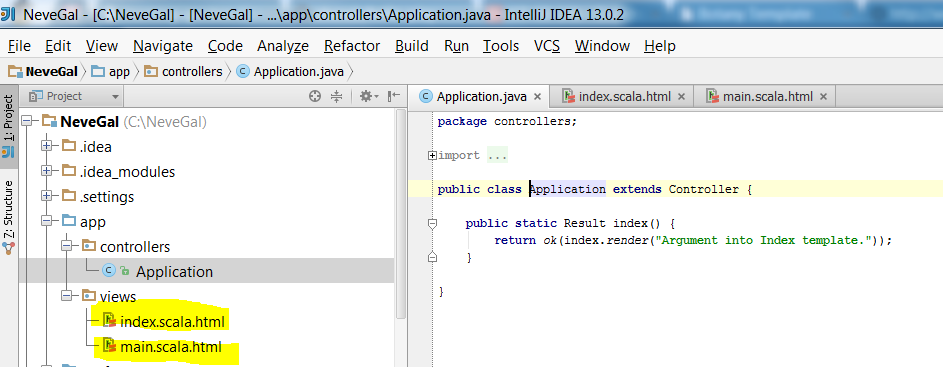 NeveGal - [C:\NeveGal] - [NeveGal] - ...\app\controllers\Application.java - IntelliJ IDEA 13.0.2
File Edit View Navigate Code Analyze Refactor Build Run Tools VCS Window Help
NeveGal app controllers Application.java
1: Project
Z: Structure
Project
NeveGal (C:\NeveGal)
.idea
.idea_modules
.settings
app
controllers
Application
views
index.scala.html
main.scala.html
Application.java index.scala.html main.scala.html
package controllers;
import ...
public class Application extends Controller {
public static Result index() {
return ok(index.render("Argument into Index template."));
}
}